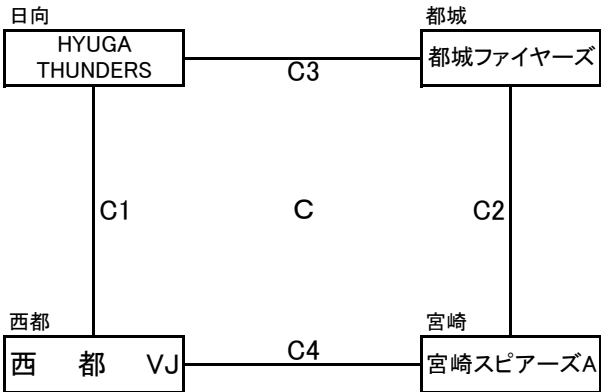 日向
HYUGA
THUNDERS
都城
都城ファイヤーズ
C3
C1
C
C2
西都
西 都 VJ
宮崎
宮崎スピアーズA
C4